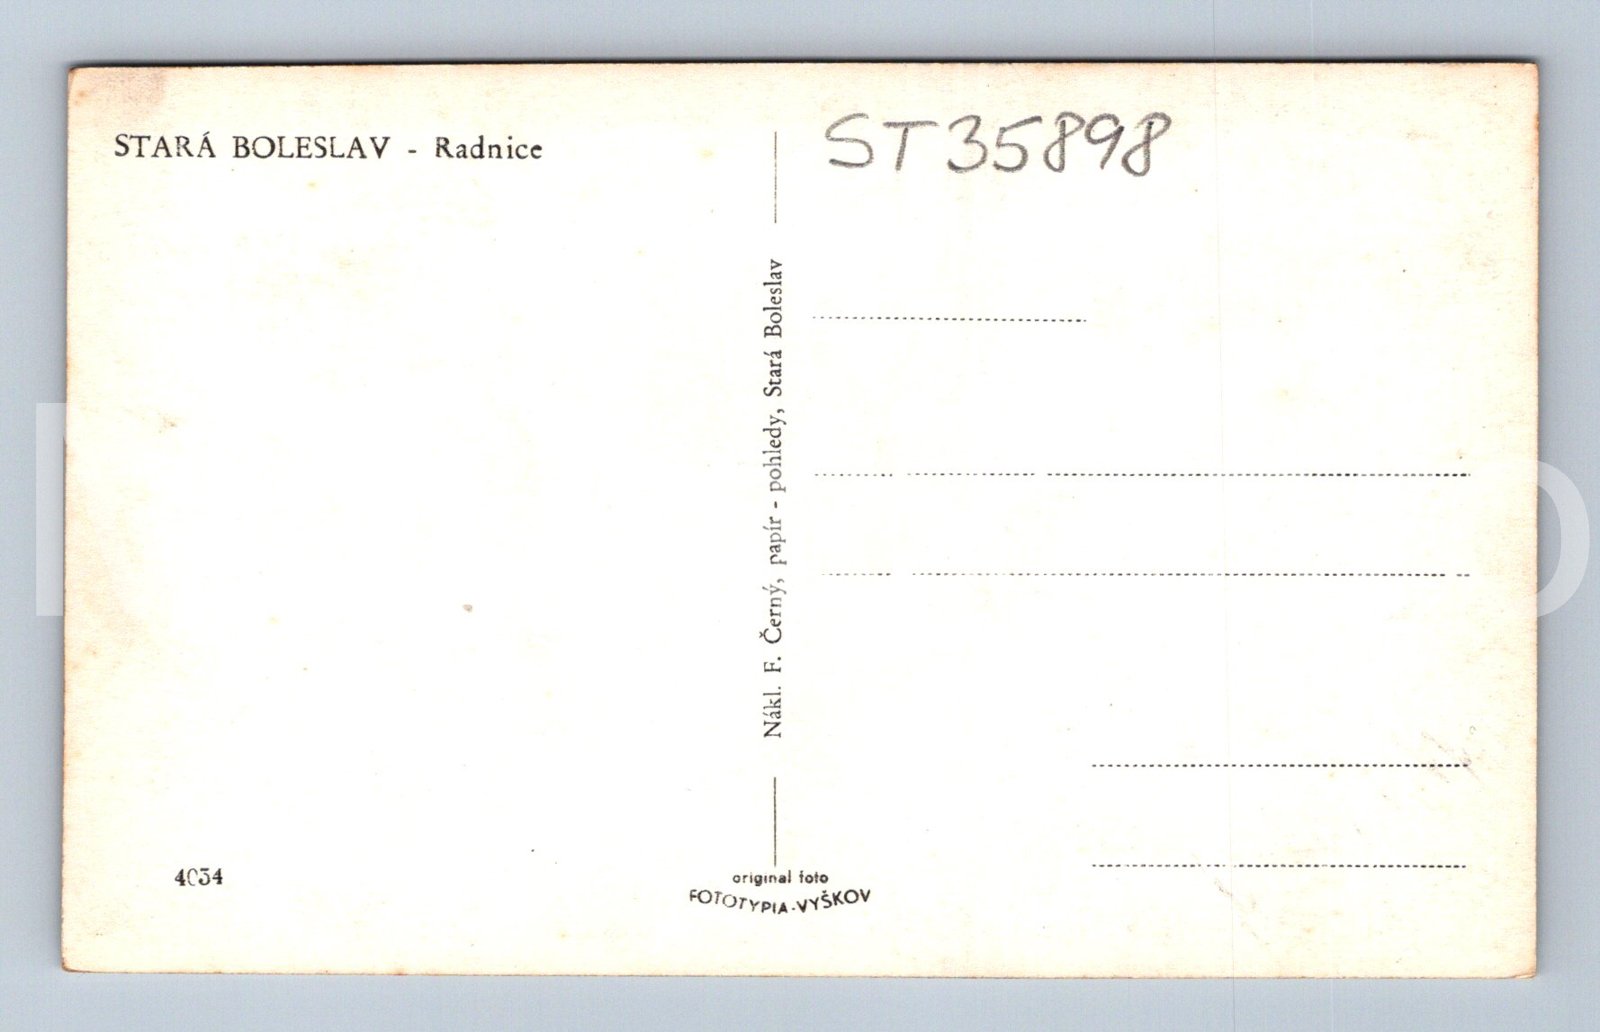 STARÁ BOLESLAV - Radnice
ST35898
Nákl. F. Černý, papír - pohledy, Stará Boleslav
4034
original foto
FOTOTYPIA-VYŠKOV